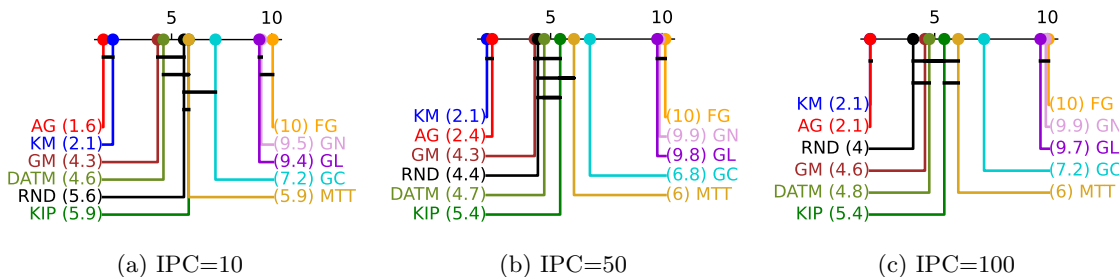 5 10
AG (1.6)
KM (2.1)
GM (4.3)
DATM (4.6)
RND (5.6)
KIP (5.9)
(10) FG
(9.5) GN
(9.4) GL
(7.2) GC
(5.9) MTT
(a) IPC=10
5 10
KM (2.1)
AG (2.4)
GM (4.3)
RND (4.4)
DATM (4.7)
KIP (5.4)
(10) FG
(9.9) GN
(9.8) GL
(6.8) GC
(6) MTT
(b) IPC=50
5 10
KM (2.1)
AG (2.1)
RND (4)
GM (4.6)
DATM (4.8)
KIP (5.4)
(10) FG
(9.9) GN
(9.7) GL
(7.2) GC
(6) MTT
(c) IPC=100